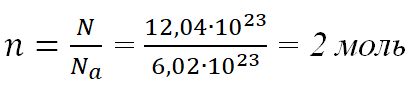 n = N/Nₐ = 12,04·10²³/6,02·10²³ = 2 моль